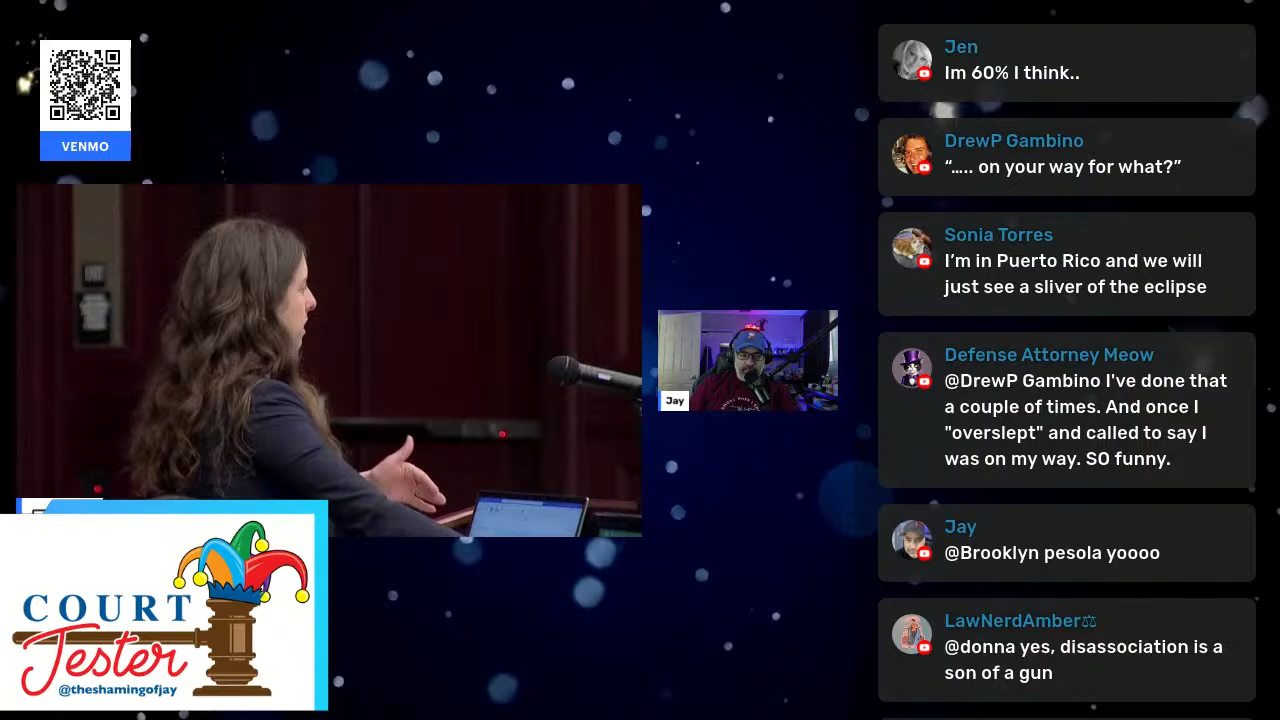 VENMO
Jay
COURT
Jester
@theshamingofjay
Jen
Im 60% I think..
DrewP Gambino
“….. on your way for what?”
Sonia Torres
I’m in Puerto Rico and we will
just see a sliver of the eclipse
Defense Attorney Meow
@DrewP Gambino I've done that
a couple of times. And once I
"overslept" and called to say I
was on my way. SO funny.
Jay
@Brooklyn pesola yoooo
LawNerdAmber⚖
@donna yes, disassociation is a
son of a gun